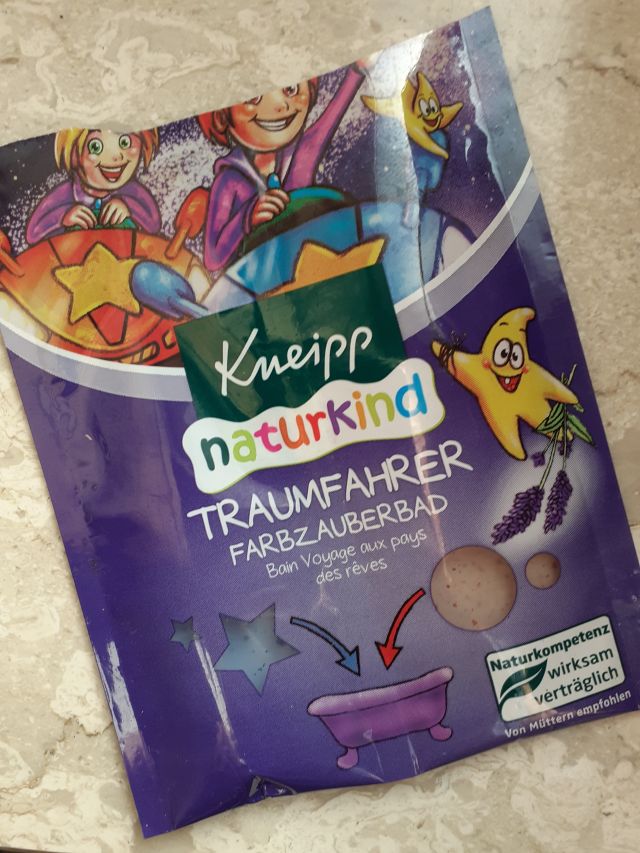 Kneipp
naturkind
TRAUMFAHRER
FARBZAUBERBAD
Bain Voyage aux pays
des rêves
Naturkompetenz
wirksam
verträglich
Von Müttern empfohlen